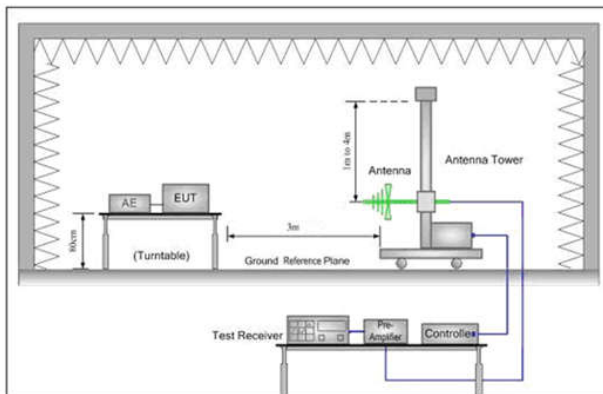 1m to 4m
Antenna
Antenna Tower
AE
EUT
80cm
(Turntable)
3m
Ground Reference Plane
Test Receiver
Pre-
Amplifier
Controller